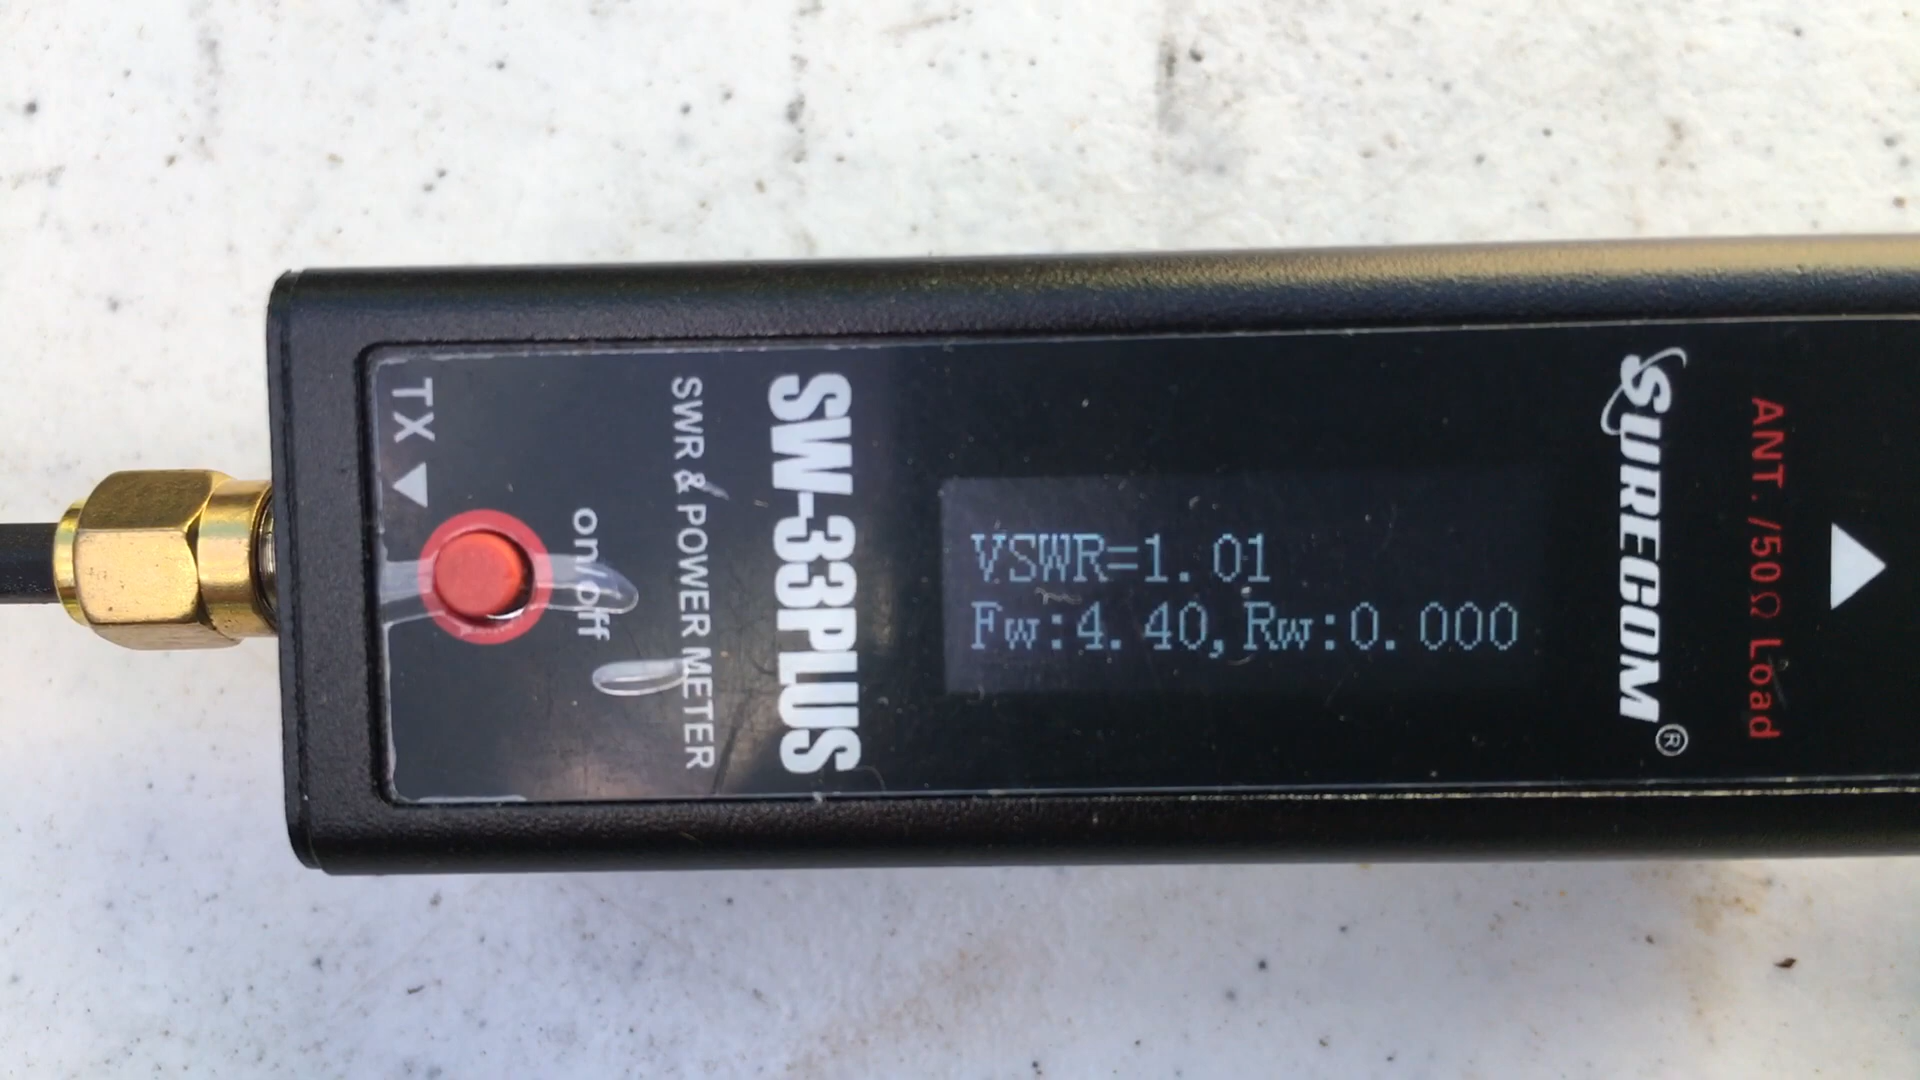 TX ▼
on/off
SWR & POWER METER
SW-33PLUS
VSWR=1.01
Fw:4.40,Rw:0.000
SURECOM®
ANT./50Ω Load